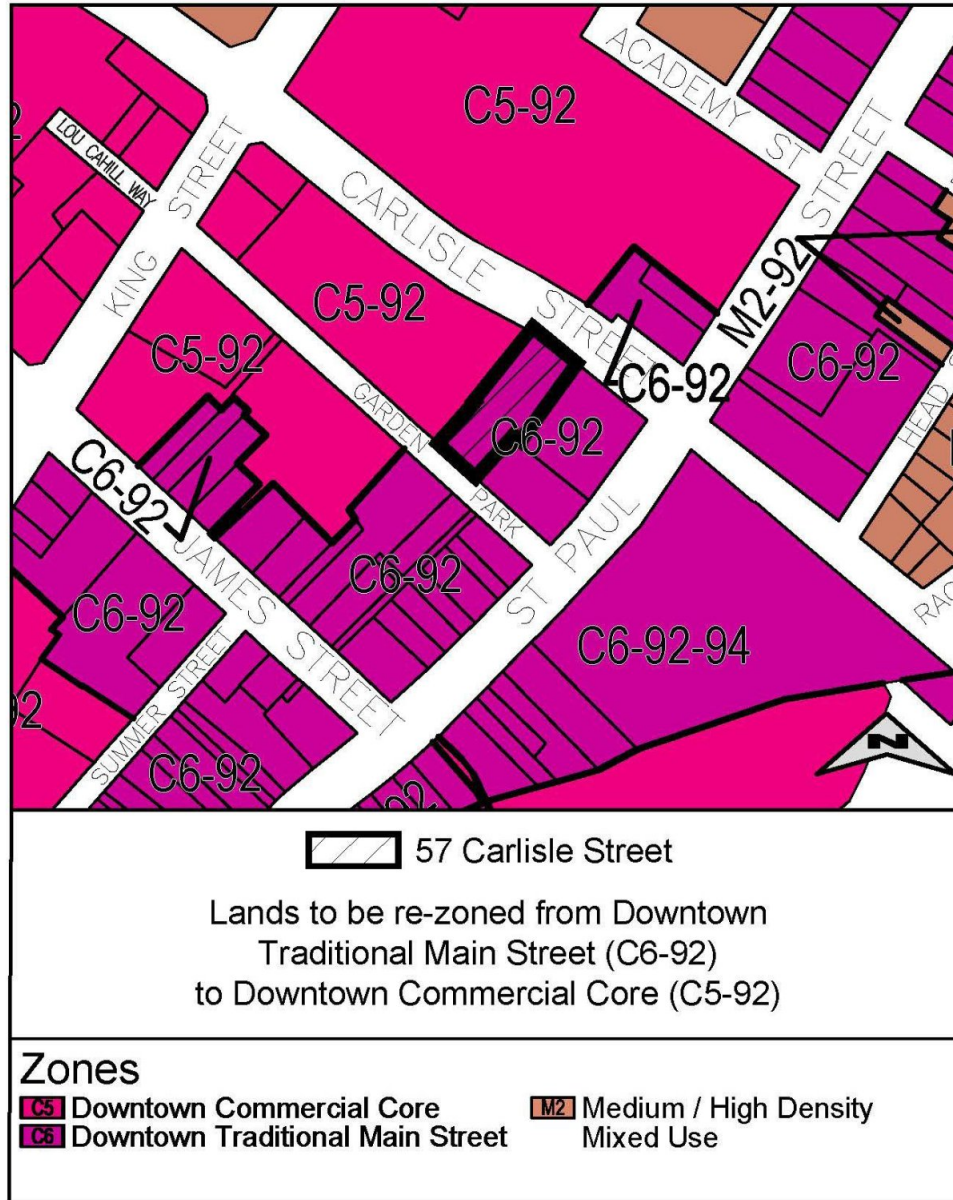 C5-92
ACADEMY ST
LOU CAHILL WAY
KING STREET
CARLISLE STREET
STREET
C5-92
M2-92
C5-92
C6-92
C6-92
GARDEN PARK
C6-92
HEAD
C6-92
JAMES STREET
C6-92
ST PAUL
C6-92
C6-92-94
SUMMER STREET
C6-92
92
92
N
57 Carlisle Street
Lands to be re-zoned from Downtown
Traditional Main Street (C6-92)
to Downtown Commercial Core (C5-92)
Zones
C5 Downtown Commercial Core
C6 Downtown Traditional Main Street
M2 Medium / High Density
Mixed Use